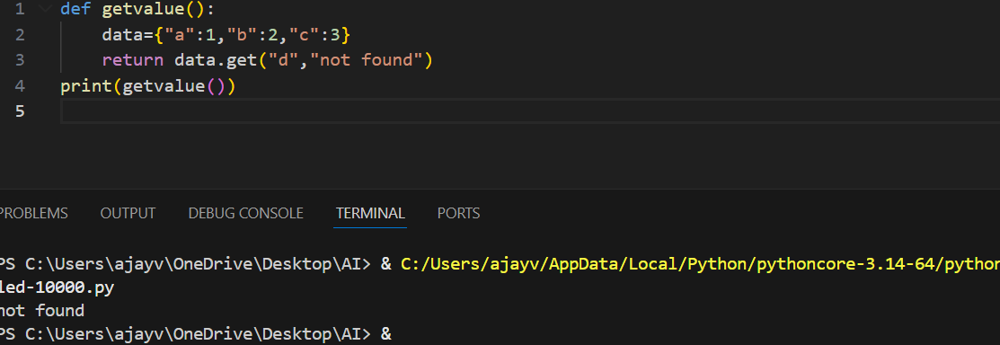 1 def getvalue():
2 data={"a":1,"b":2,"c":3}
3 return data.get("d","not found")
4 print(getvalue())
5
PROBLEMS OUTPUT DEBUG CONSOLE TERMINAL PORTS
PS C:\Users\ajayv\OneDrive\Desktop\AI> & C:/Users/ajayv/AppData/Local/Python/pythoncore-3.14-64/python
led-10000.py
not found
PS C:\Users\ajayv\OneDrive\Desktop\AI> &